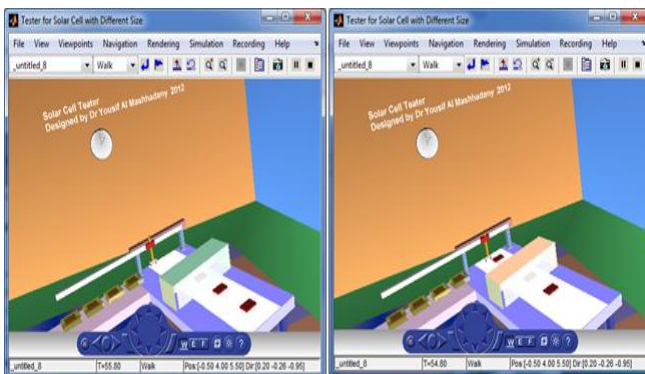 Tester for Solar Cell with Different Size
File View Viewpoints Navigation Rendering Simulation Recording Help
_untitled_8 Walk
Solar Cell Teater
Designed by Dr Yousif Al Mashhadany 2012
W E F ?
_untitled_8 T=55.80 Walk Pos:[-0.50 4.00 5.50] Dir:[0.20 -0.26 -0.95]
Tester for Solar Cell with Different Size
File View Viewpoints Navigation Rendering Simulation Recording Help
_untitled_8 Walk
Solar Cell Teater
Designed by Dr Yousif Al Mashhadany 2012
W E F ?
_untitled_8 T=54.80 Walk Pos:[-0.50 4.00 5.50] Dir:[0.20 -0.26 -0.95]